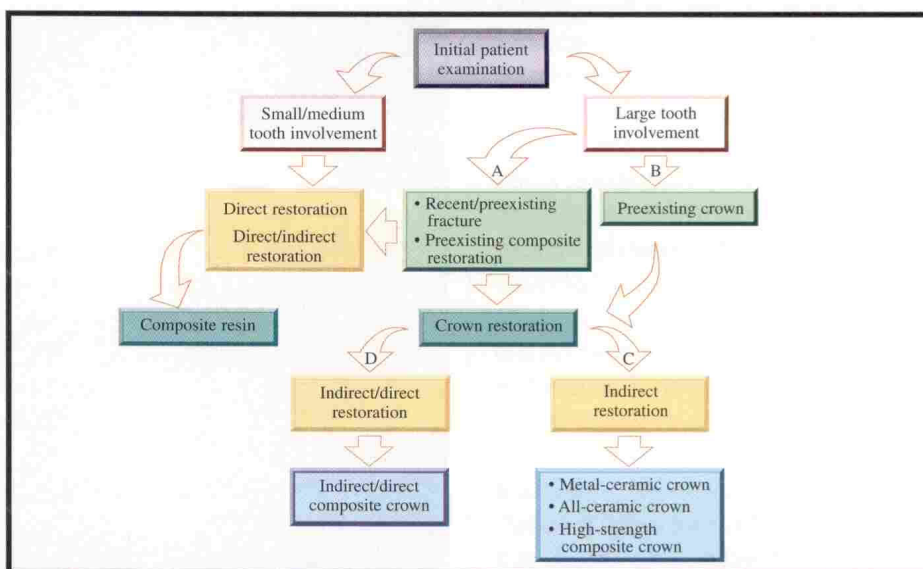 Initial patient
examination
Small/medium
tooth involvement
Large tooth
involvement
A
B
Direct restoration
Direct/indirect
restoration
• Recent/preexisting
fracture
• Preexisting composite
restoration
Preexisting crown
Composite resin
Crown restoration
D
C
Indirect/direct
restoration
Indirect
restoration
Indirect/direct
composite crown
• Metal-ceramic crown
• All-ceramic crown
• High-strength
composite crown